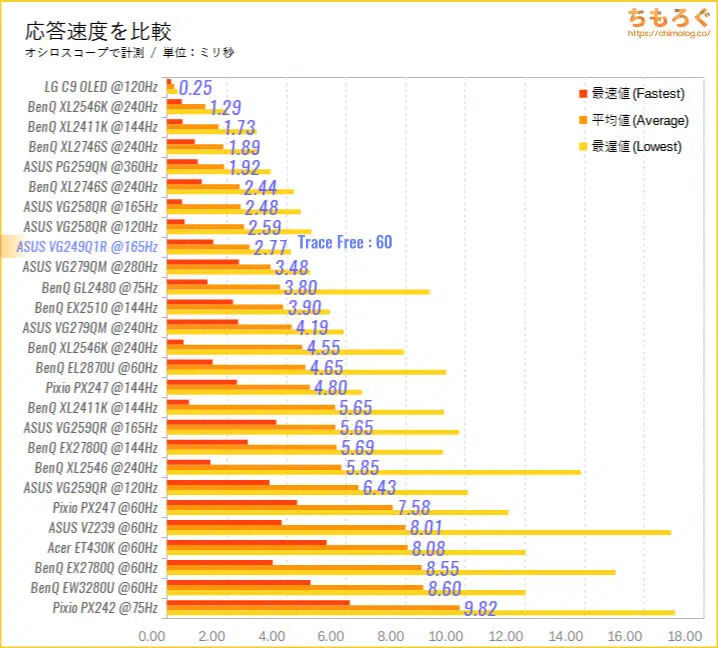 応答速度を比較
オシロスコープで計測 / 単位：ミリ秒
ちもろぐ
https://chimolog.co/
最速値(Fastest)
平均値(Average)
最遅値(Lowest)
LG C9 OLED @120Hz 0.25
BenQ XL2546K @240Hz 1.29
BenQ XL2411K @144Hz 1.73
BenQ XL2746S @240Hz 1.89
ASUS PG259QN @360Hz 1.92
BenQ XL2746S @240Hz 2.44
ASUS VG258QR @165Hz 2.48
ASUS VG258QR @120Hz 2.59
ASUS VG249Q1R @165Hz 2.77 Trace Free : 60
ASUS VG279QM @280Hz 3.48
BenQ GL2480 @75Hz 3.80
BenQ EX2510 @144Hz 3.90
ASUS VG279QM @240Hz 4.19
BenQ XL2546K @240Hz 4.55
BenQ EL2870U @60Hz 4.65
Pixio PX247 @144Hz 4.80
BenQ XL2411K @144Hz 5.65
ASUS VG259QR @165Hz 5.65
BenQ EX2780Q @144Hz 5.69
BenQ XL2546 @240Hz 5.85
ASUS VG259QR @120Hz 6.43
Pixio PX247 @60Hz 7.58
ASUS VZ239 @60Hz 8.01
Acer ET430K @60Hz 8.08
BenQ EX2780Q @60Hz 8.55
BenQ EW3280U @60Hz 8.60
Pixio PX242 @75Hz 9.82
0.00 2.00 4.00 6.00 8.00 10.00 12.00 14.00 16.00 18.00